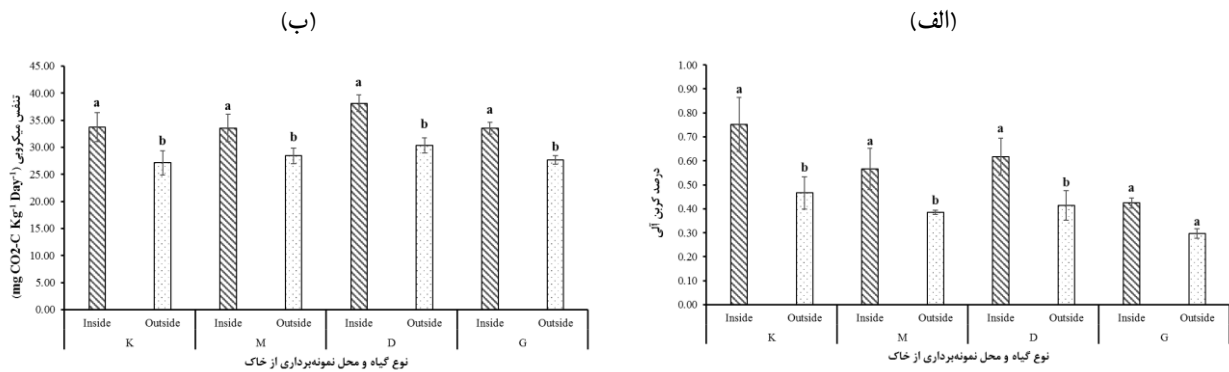 (الف)
درصد کربن آلی
1.00
0.90
0.80
0.70
0.60
0.50
0.40
0.30
0.20
0.10
0.00
a b a b a b a a
Inside Outside Inside Outside Inside Outside Inside Outside
K M D G
نوع گیاه و محل نمونه‌برداری از خاک
(ب)
تنفس میکروبی (mg CO2-C Kg⁻¹ Day⁻¹)
45.00
40.00
35.00
30.00
25.00
20.00
15.00
10.00
5.00
0.00
a b a b a b a b
Inside Outside Inside Outside Inside Outside Inside Outside
K M D G
نوع گیاه و محل نمونه‌برداری از خاک